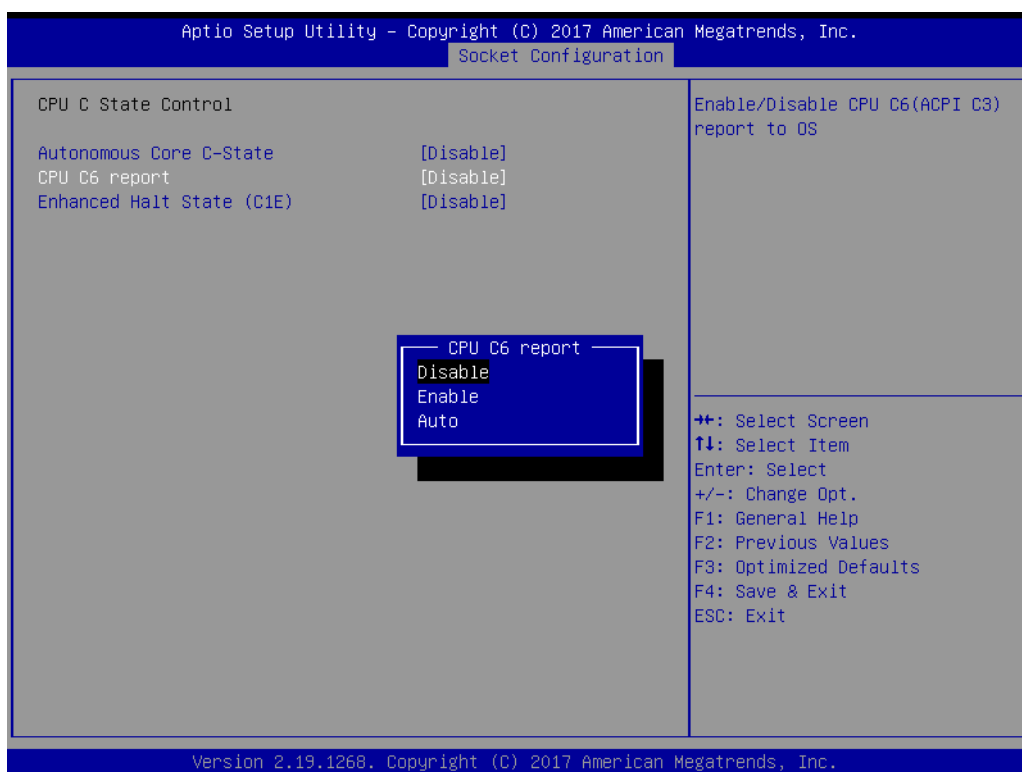 Aptio Setup Utility – Copyright (C) 2017 American Megatrends, Inc.
Socket Configuration
CPU C State Control
Autonomous Core C-State [Disable]
CPU C6 report [Disable]
Enhanced Halt State (C1E) [Disable]
CPU C6 report
Disable
Enable
Auto
Enable/Disable CPU C6(ACPI C3)
report to OS
→←: Select Screen
↑↓: Select Item
Enter: Select
+/-: Change Opt.
F1: General Help
F2: Previous Values
F3: Optimized Defaults
F4: Save & Exit
ESC: Exit
Version 2.19.1268. Copyright (C) 2017 American Megatrends, Inc.